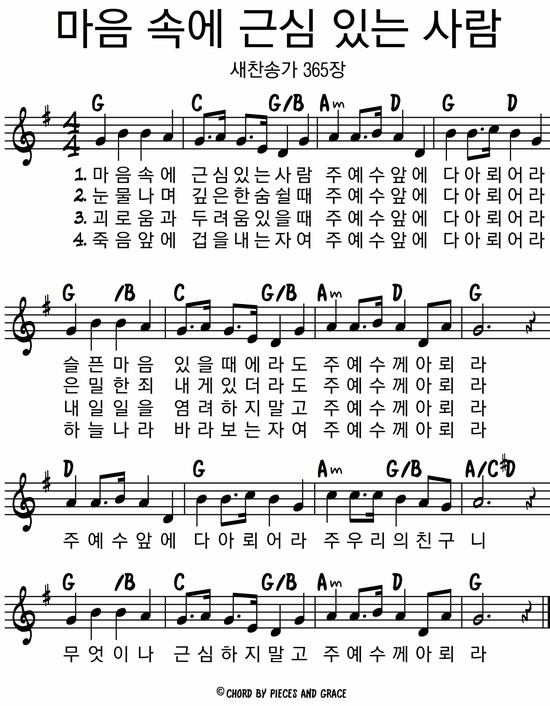 마음 속에 근심 있는 사람
새찬송가 365장
G C G/B Am D G D
1. 마음속에 근심있는사람 주예수앞에 다아뢰어라
2. 눈물나며 깊은한숨쉴때 주예수앞에 다아뢰어라
3. 괴로움과 두려움있을때 주예수앞에 다아뢰어라
4. 죽음앞에 겁을내는자여 주예수앞에 다아뢰어라
G /B C G/B Am D G
슬픈마음 있을때에라도 주예수께아뢰 라
은밀한죄 내게있더라도 주예수께아뢰 라
내일일을 염려하지말고 주예수께아뢰 라
하늘나라 바라보는자여 주예수께아뢰 라
D G Am G/B A/C# D
주예수앞에 다아뢰어라 주우리의친구 니
G /B C G/B Am D G
무엇이나 근심하지말고 주예수께아뢰 라
© CHORD BY PIECES AND GRACE